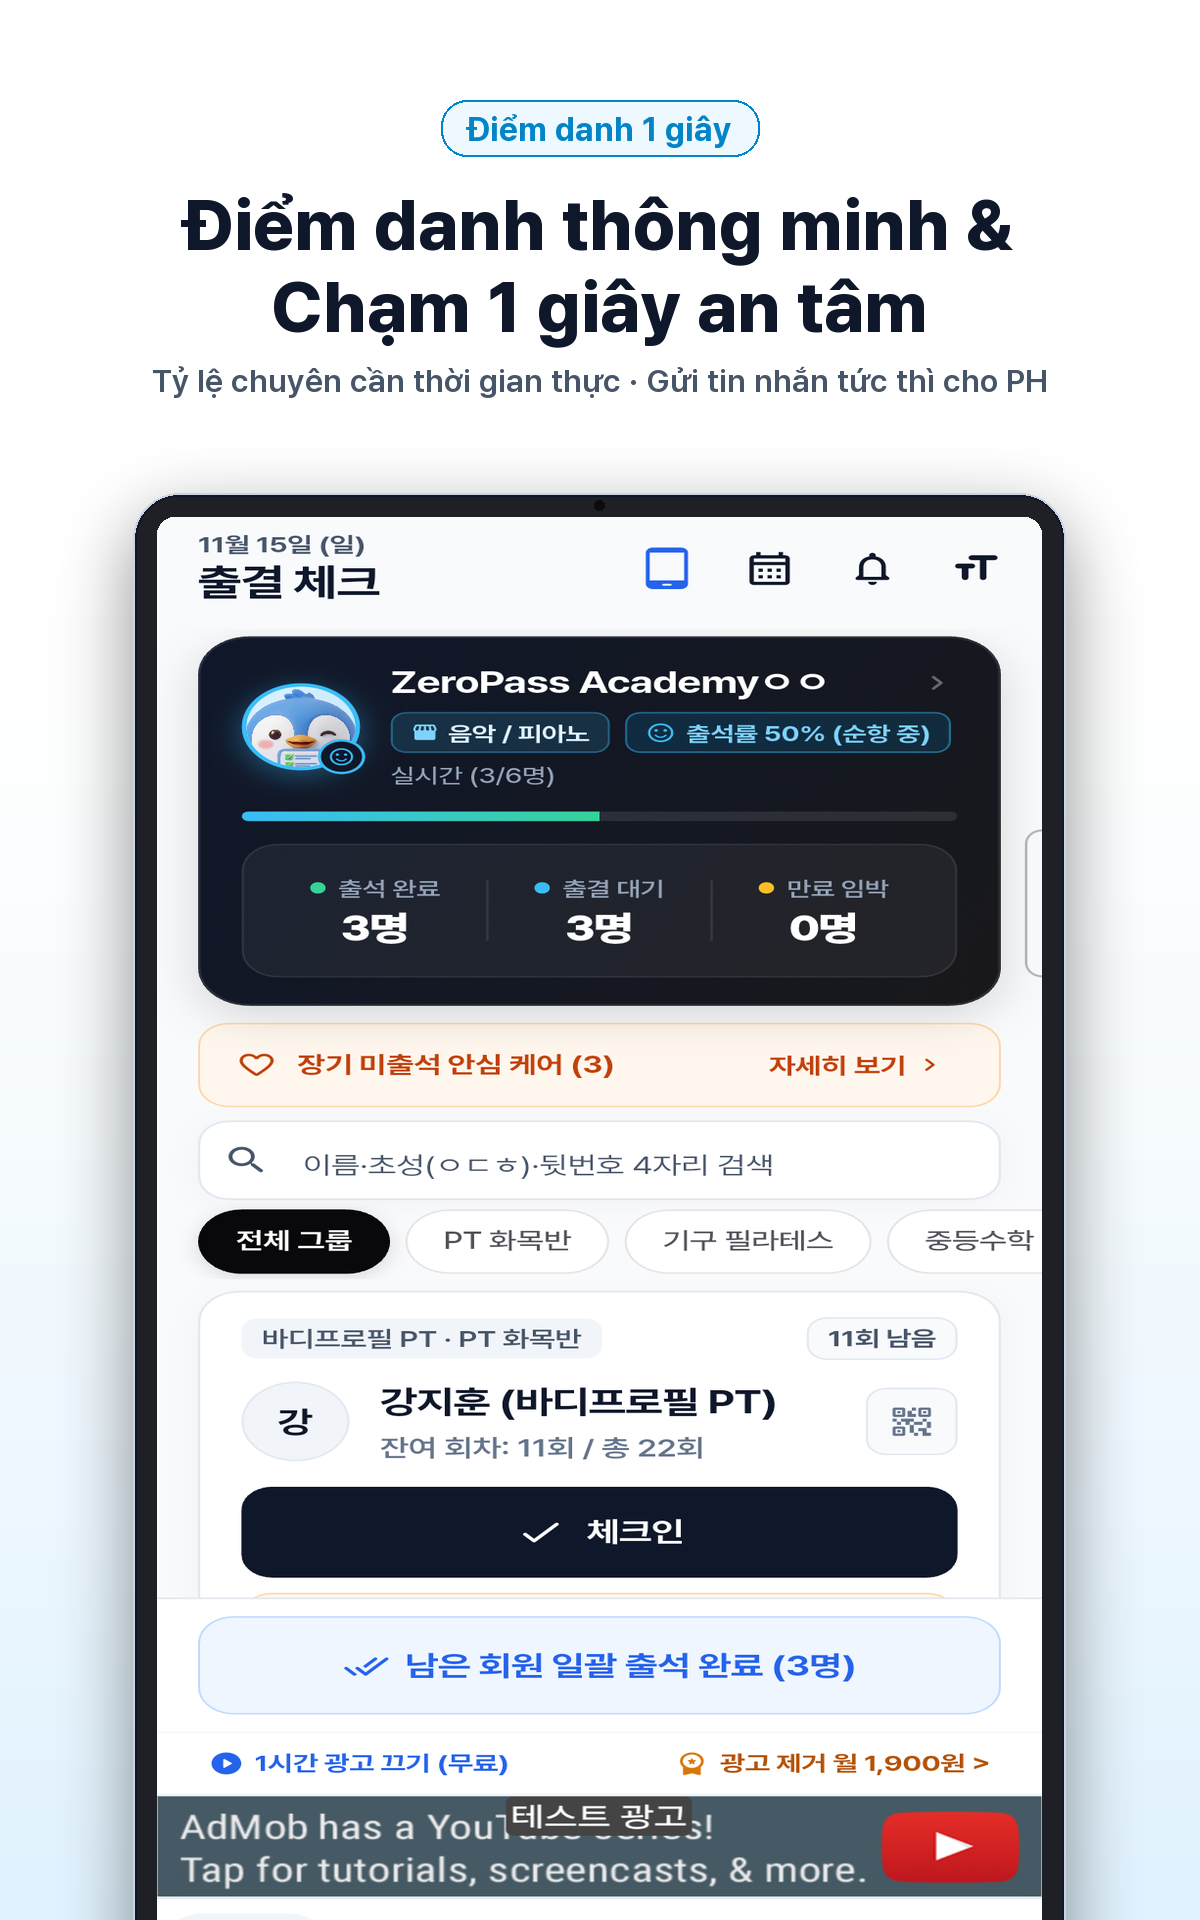 Điểm danh 1 giây
Điểm danh thông minh &
Chạm 1 giây an tâm
Tỷ lệ chuyên cần thời gian thực · Gửi tin nhắn tức thì cho PH
11월 15일 (일)
출결 체크
ZeroPass Academyㅇㅇ
음악 / 피아노
출석률 50% (순항 중)
실시간 (3/6명)
출석 완료
3명
출결 대기
3명
만료 임박
0명
장기 미출석 안심 케어 (3)
자세히 보기 >
이름·초성(ㅇㄷㅎ)·뒷번호 4자리 검색
전체 그룹
PT 화목반
기구 필라테스
중등수학
바디프로필 PT · PT 화목반
11회 남음
강
강지훈 (바디프로필 PT)
잔여 회차: 11회 / 총 22회
체크인
남은 회원 일괄 출석 완료 (3명)
1시간 광고 끄기 (무료)
광고 제거 월 1,900원 >
테스트 광고
AdMob has a YouTube series!
Tap for tutorials, screencasts, & more.